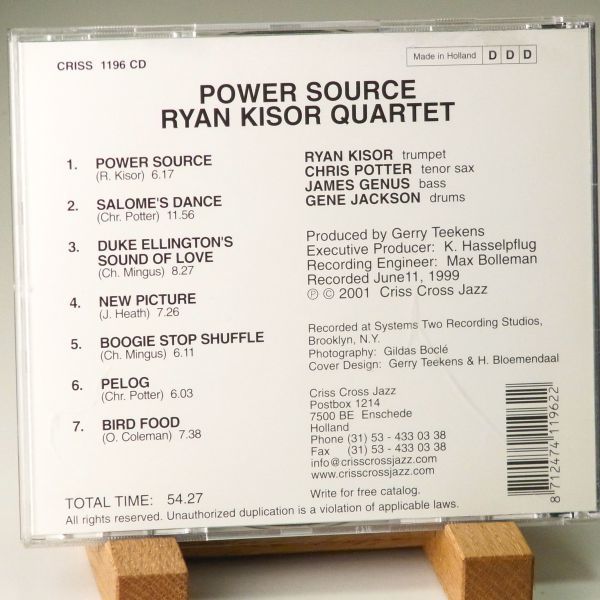 CRISS 1196 CD
Made in Holland D D D
POWER SOURCE
RYAN KISOR QUARTET
1. POWER SOURCE
(R. Kisor) 6.17
2. SALOME'S DANCE
(Chr. Potter) 11.56
3. DUKE ELLINGTON'S
SOUND OF LOVE
(Ch. Mingus) 8.27
4. NEW PICTURE
(J. Heath) 7.26
5. BOOGIE STOP SHUFFLE
(Ch. Mingus) 6.11
6. PELOG
(Chr. Potter) 6.03
7. BIRD FOOD
(O. Coleman) 7.38
TOTAL TIME: 54.27
All rights reserved. Unauthorized duplication is a violation of applicable laws.
RYAN KISOR trumpet
CHRIS POTTER tenor sax
JAMES GENUS bass
GENE JACKSON drums
Produced by Gerry Teekens
Executive Producer: K. Hasselpflug
Recording Engineer: Max Bolleman
Recorded June11, 1999
℗ © 2001 Criss Cross Jazz
Recorded at Systems Two Recording Studios,
Brooklyn, N.Y.
Photography: Gildas Boclé
Cover Design: Gerry Teekens & H. Bloemendaal
Criss Cross Jazz
Postbox 1214
7500 BE Enschede
Holland
Phone (31) 53 - 433 03 38
Fax (31) 53 - 433 03 38
info@crisscrossjazz.com
www.crisscrossjazz.com
Write for free catalog.
8 712474 119622